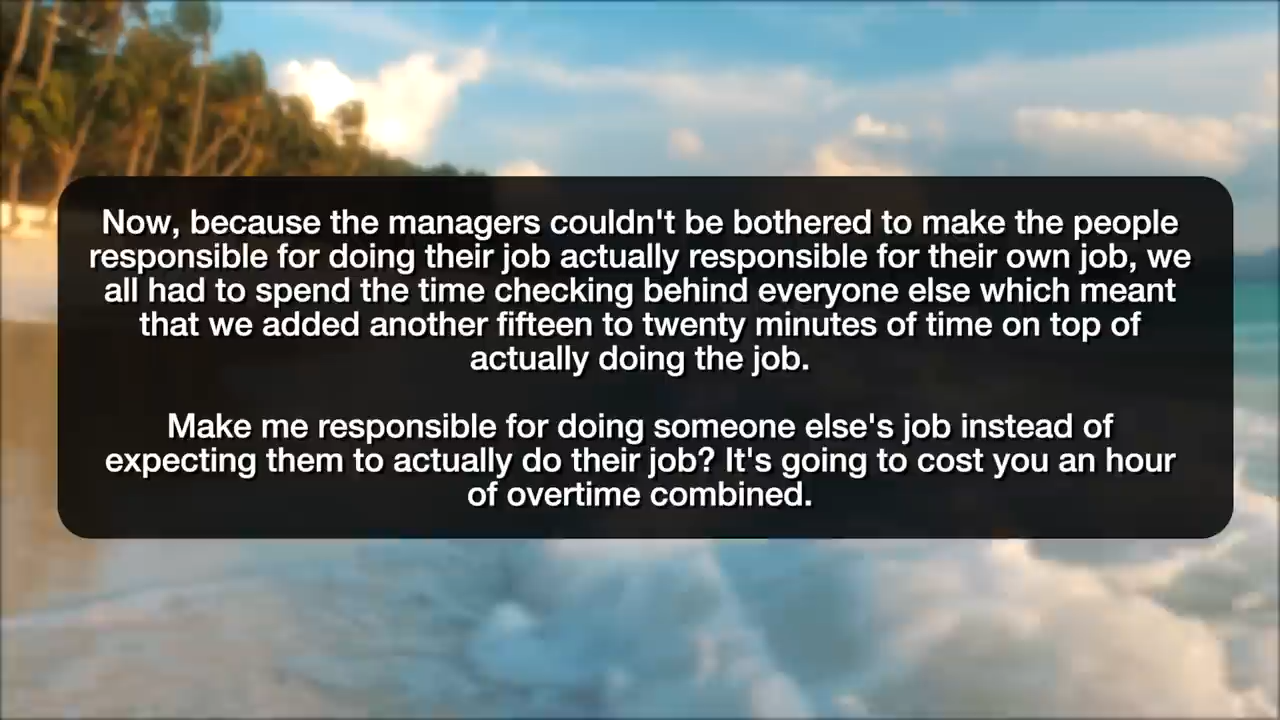 Now, because the managers couldn't be bothered to make the people
responsible for doing their job actually responsible for their own job, we
all had to spend the time checking behind everyone else which meant
that we added another fifteen to twenty minutes of time on top of
actually doing the job.
Make me responsible for doing someone else's job instead of
expecting them to actually do their job? It's going to cost you an hour
of overtime combined.